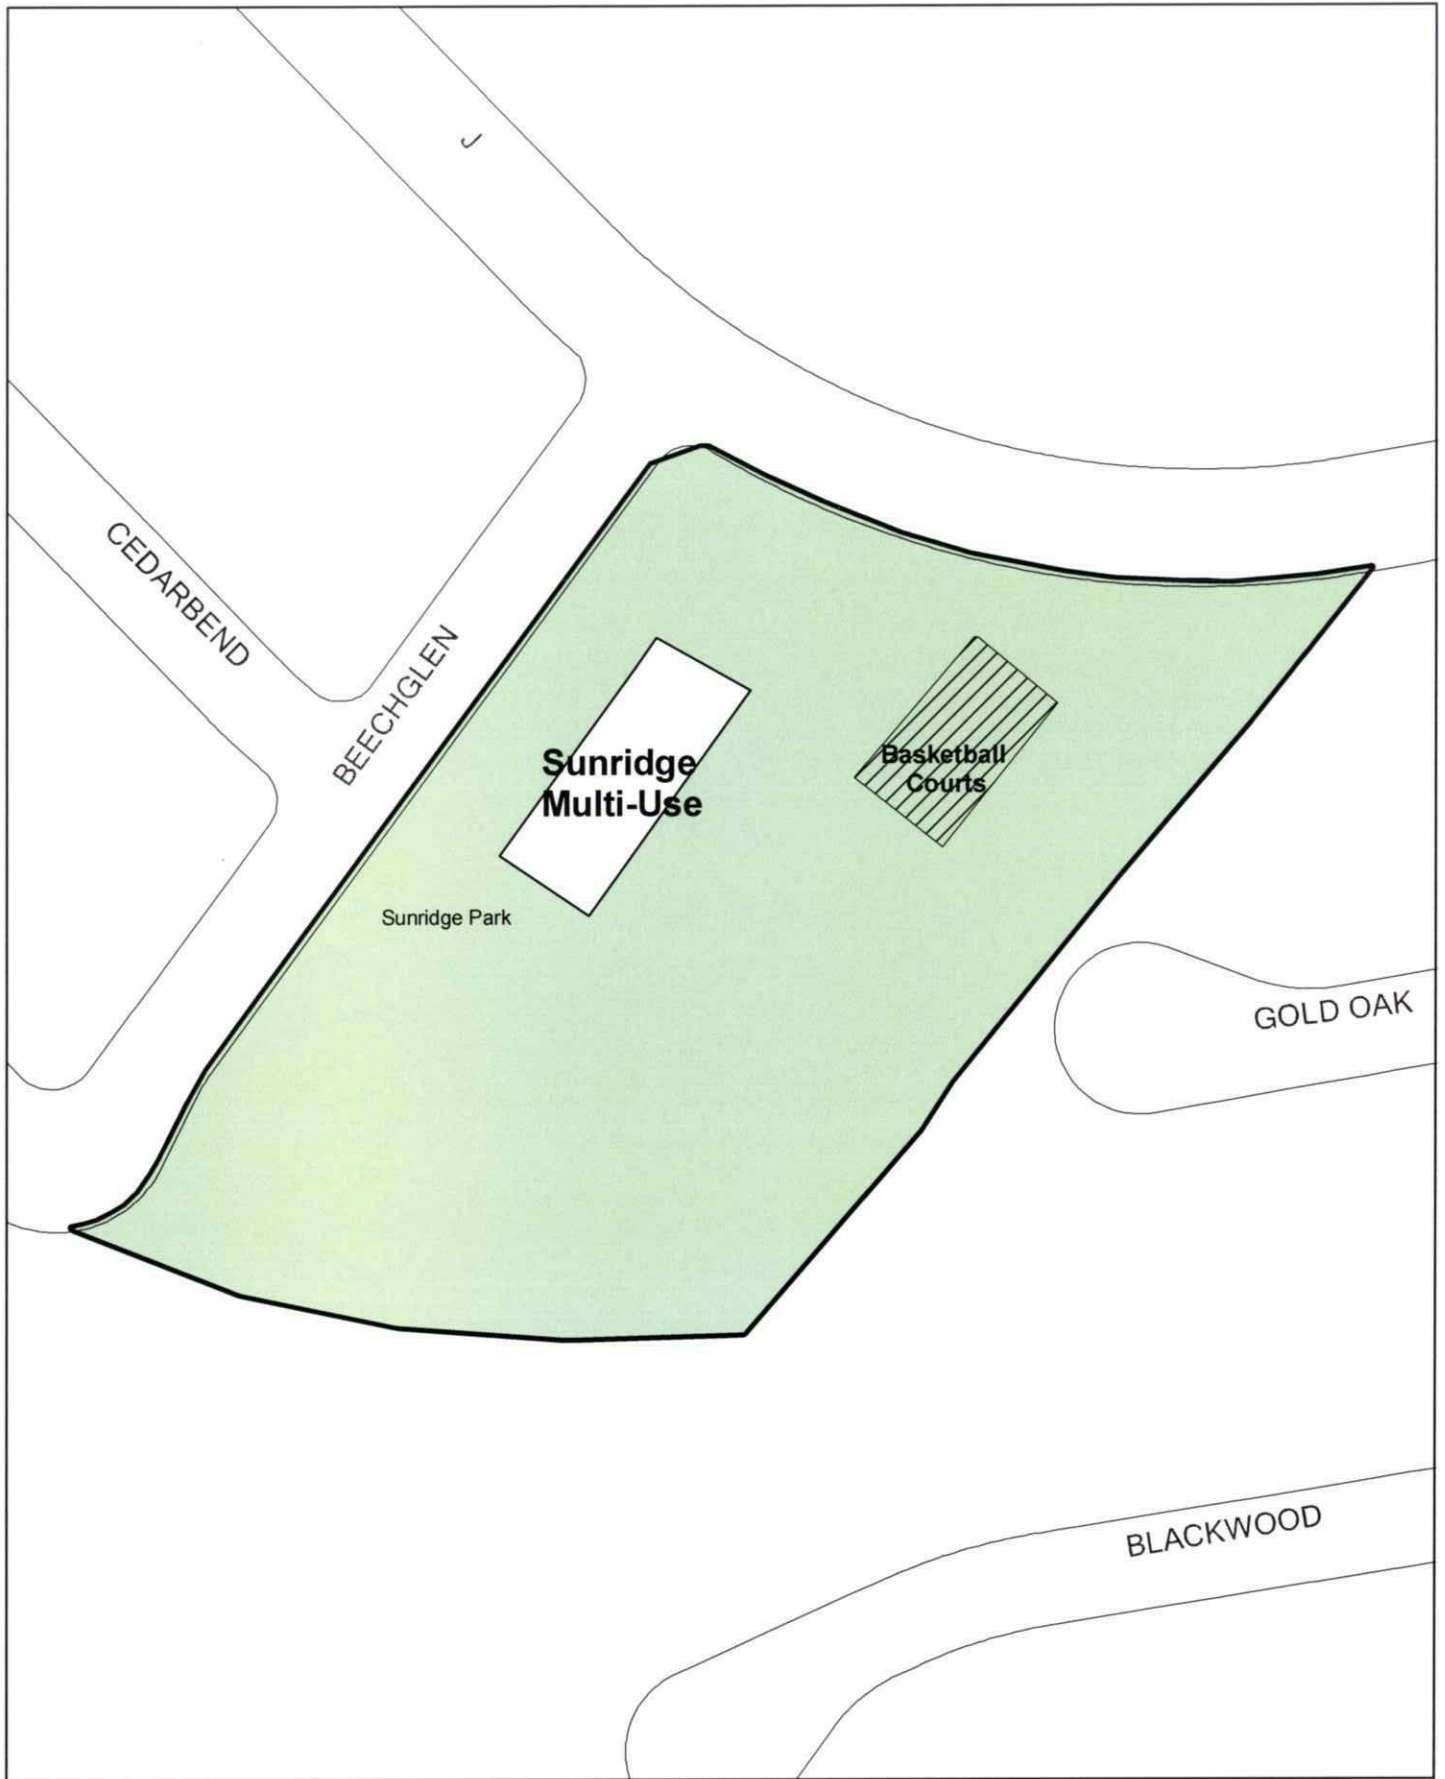 J
CEDARBEND
BEECHGLEN
Sunridge
Multi-Use
Basketball
Courts
Sunridge Park
GOLD OAK
BLACKWOOD